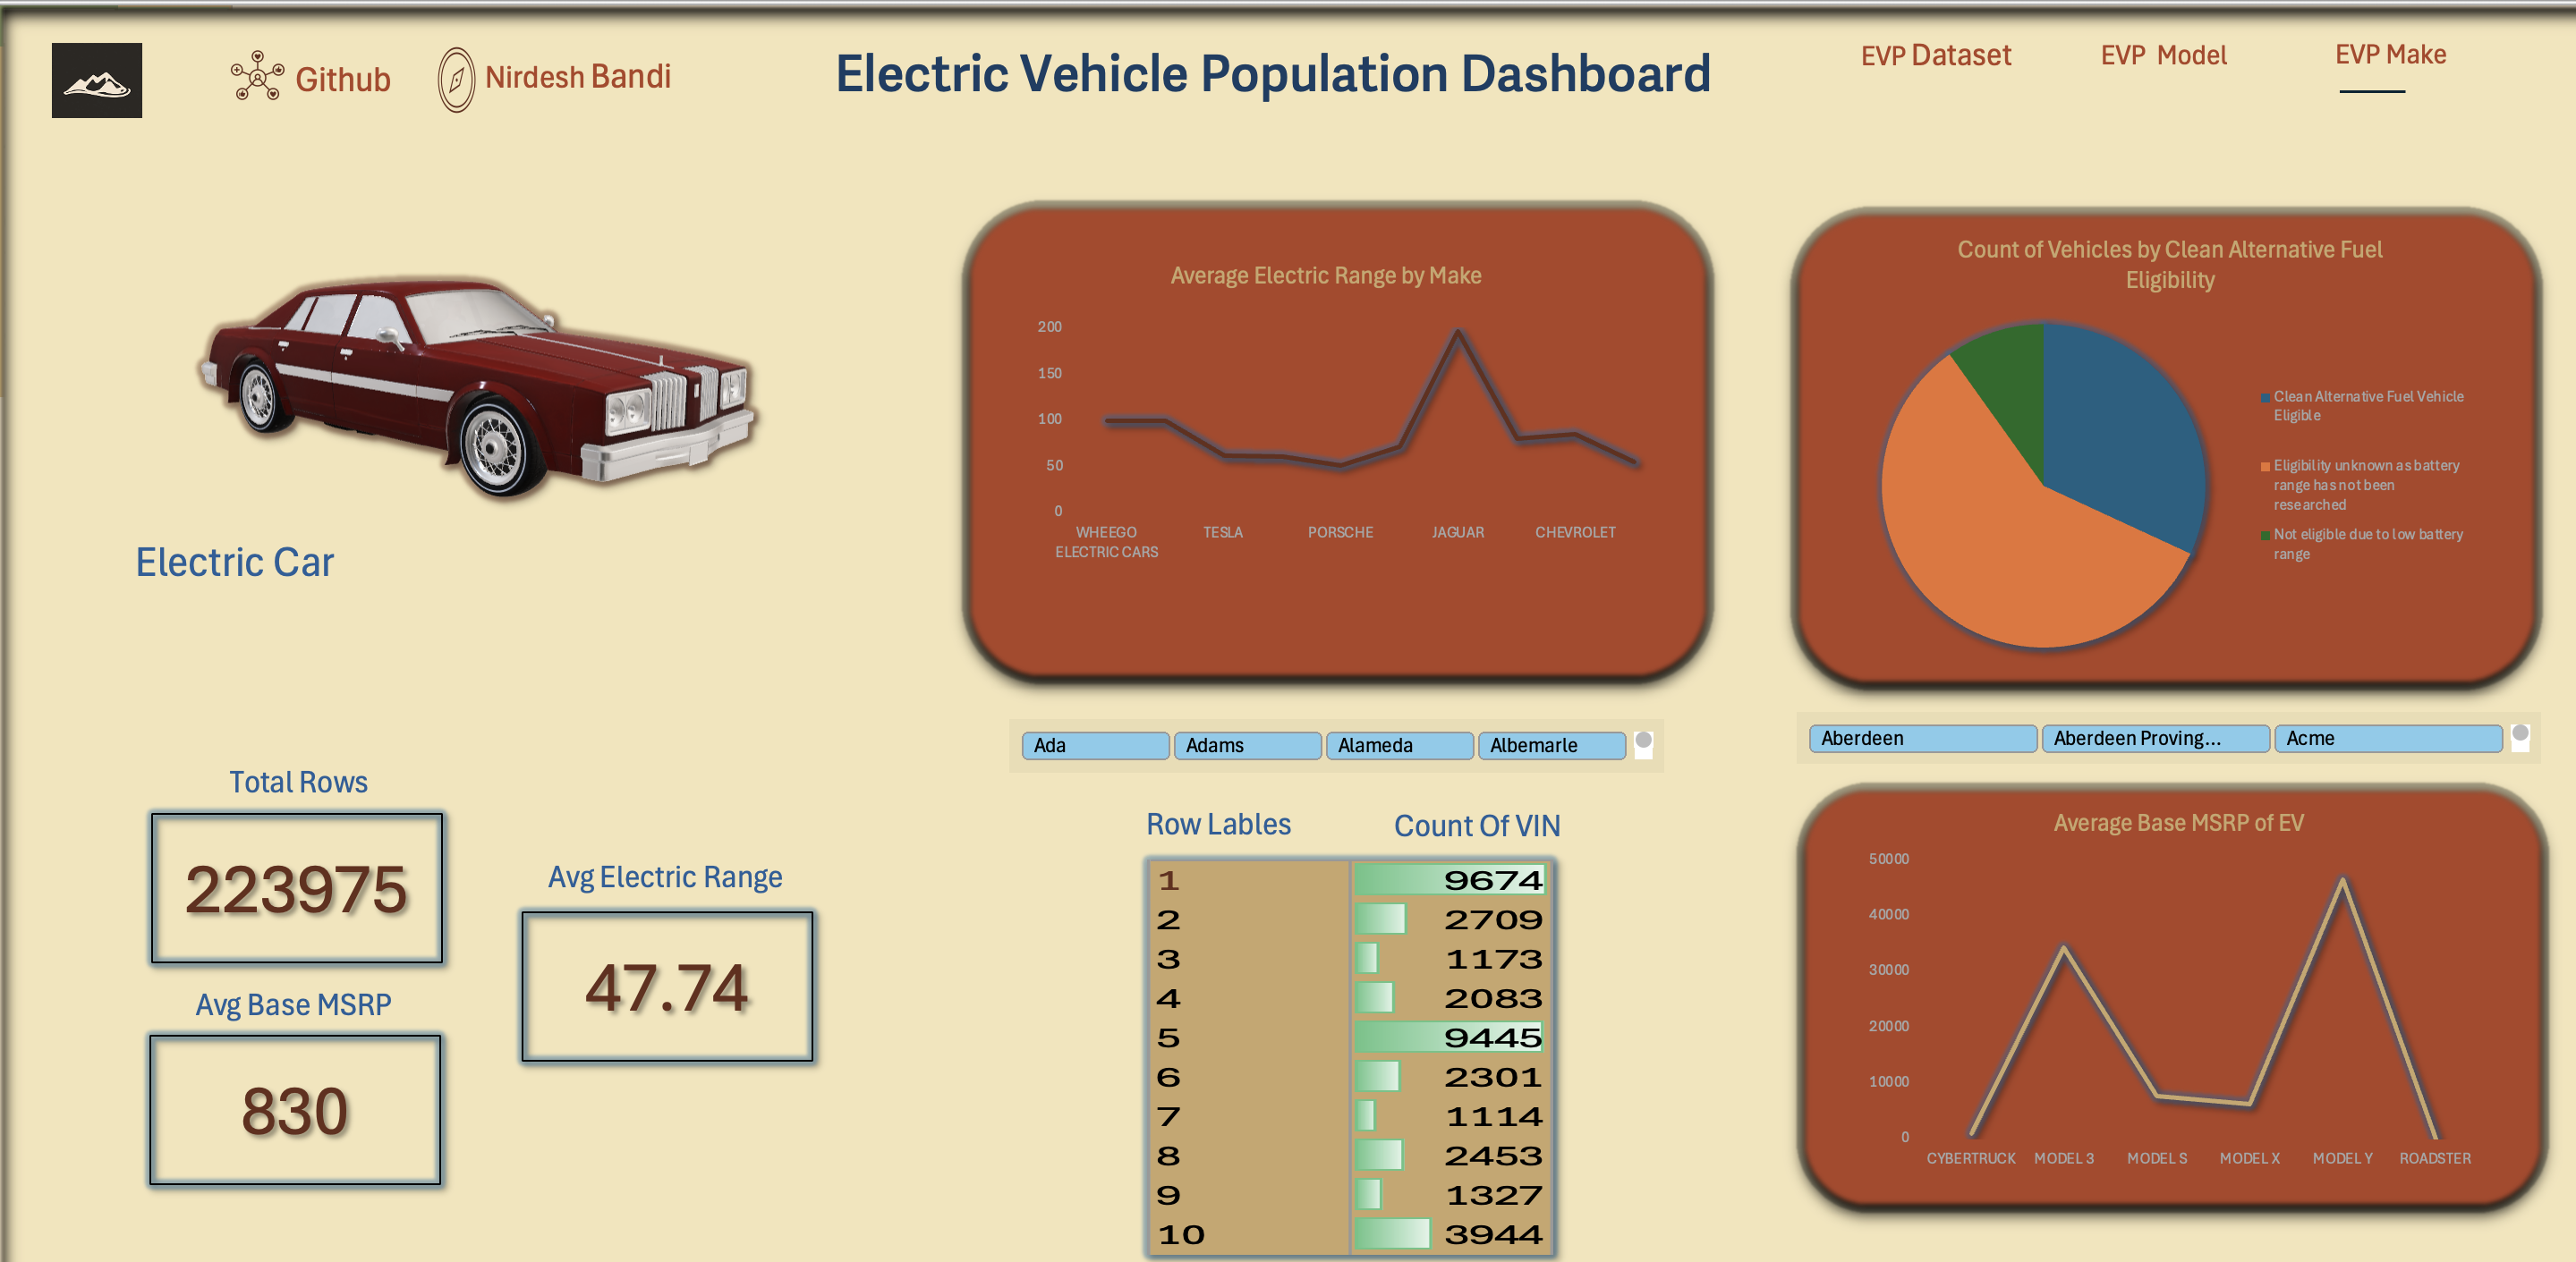 Github
Nirdesh Bandi
Electric Vehicle Population Dashboard
EVP Dataset
EVP Model
EVP Make
Electric Car
Average Electric Range by Make
200
150
100
50
0
WHEEGO
ELECTRIC CARS
TESLA
PORSCHE
JAGUAR
CHEVROLET
Count of Vehicles by Clean Alternative Fuel
Eligibility
Clean Alternative Fuel Vehicle
Eligible
Eligibility unknown as battery
range has not been
researched
Not eligible due to low battery
range
Ada
Adams
Alameda
Albemarle
Aberdeen
Aberdeen Proving...
Acme
Total Rows
223975
Avg Electric Range
47.74
Avg Base MSRP
830
Row Lables Count Of VIN
1 9674
2 2709
3 1173
4 2083
5 9445
6 2301
7 1114
8 2453
9 1327
10 3944
Average Base MSRP of EV
50000
40000
30000
20000
10000
0
CYBERTRUCK
MODEL 3
MODEL S
MODEL X
MODEL Y
ROADSTER